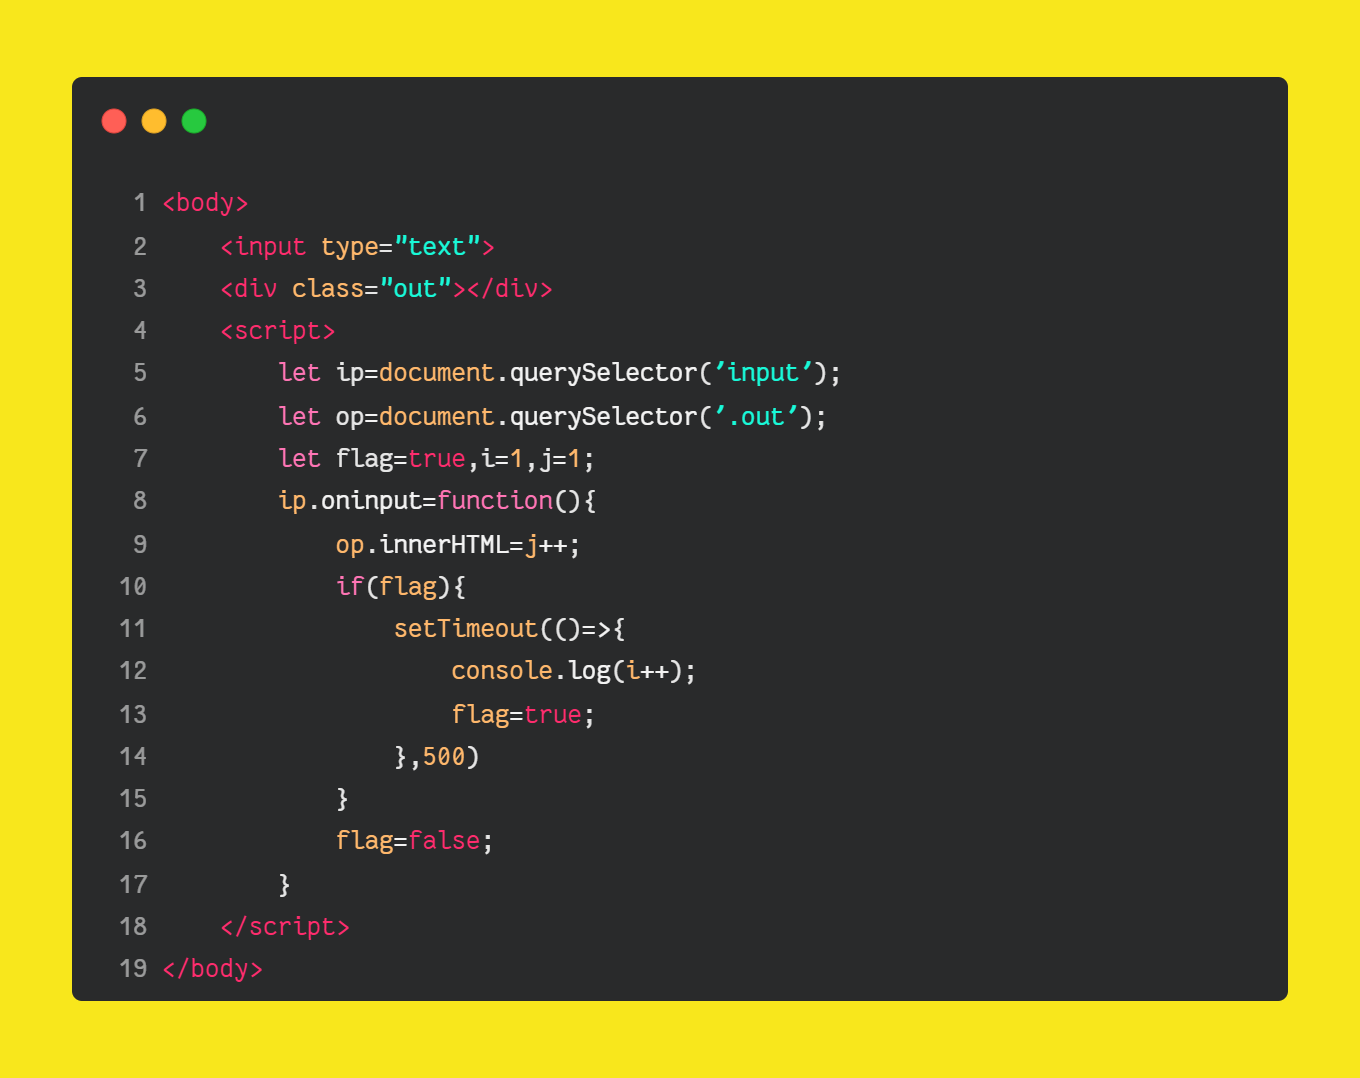 1 <body>
2     <input type="text">
3     <div class="out"></div>
4     <script>
5         let ip=document.querySelector('input');
6         let op=document.querySelector('.out');
7         let flag=true,i=1,j=1;
8         ip.oninput=function(){
9             op.innerHTML=j++;
10             if(flag){
11                 setTimeout(()=>{
12                     console.log(i++);
13                     flag=true;
14                 },500)
15             }
16             flag=false;
17         }
18     </script>
19 </body>